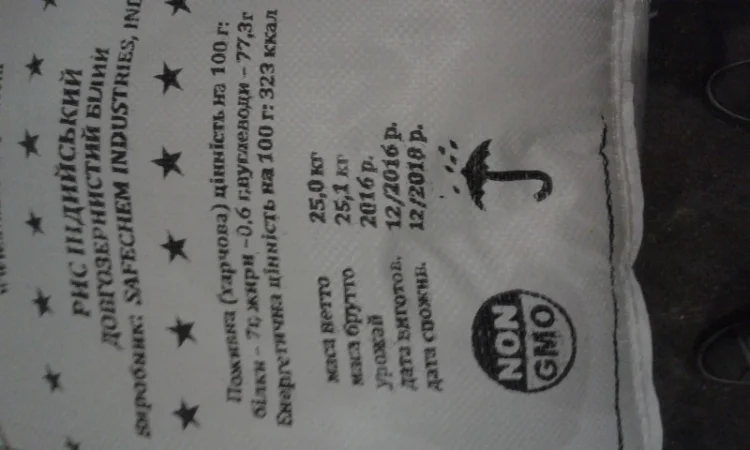 РИС ІНДІЙСЬКИЙ
ДОВГОЗЕРНИСТИЙ БІЛИЙ
виробник: SAFECHEM INDUSTRIES, IND
Поживна (харчова) цінність на 100 г:
білки – 7г, жири –0,6 г,вуглеводи – 77,3г
Енергетична цінність на 100 г: 323 ккал
маса нетто 25,0 кг
маса брутто 25,1 кг
урожай 2016 р.
дата виготов. 12/2016 р.
дата спожив. 12/2018 р.
NON
GMO